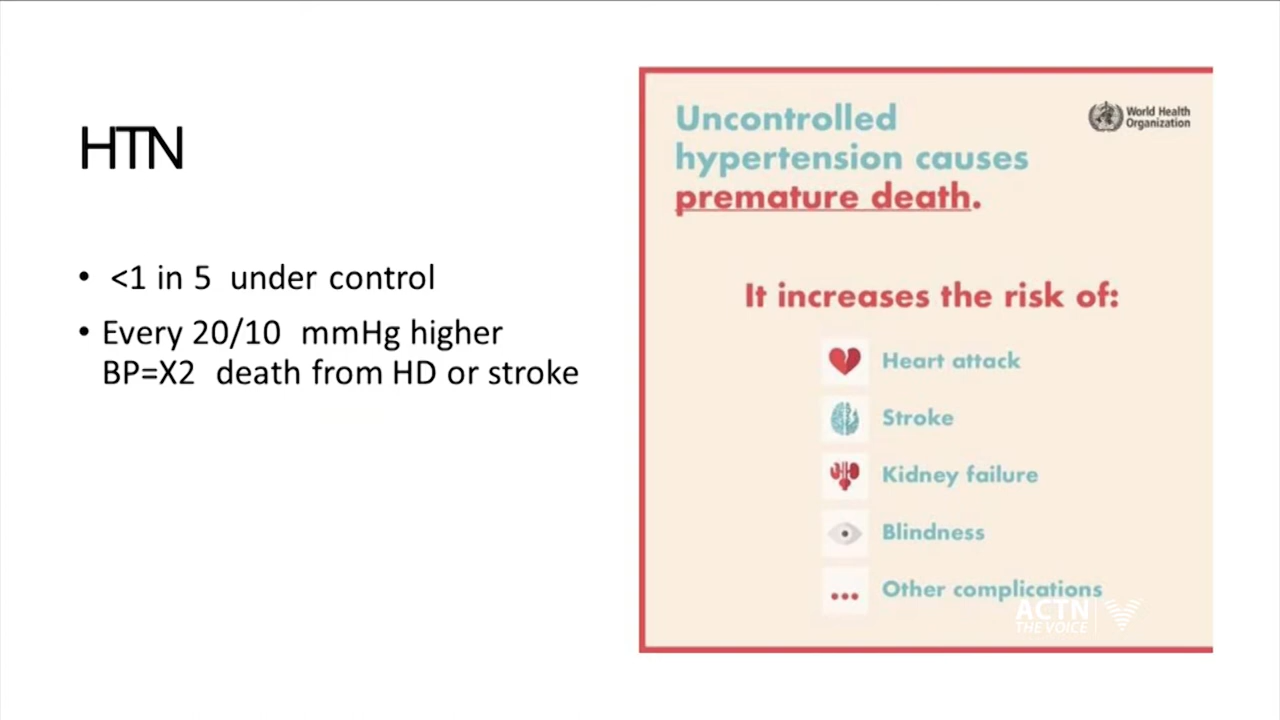 HTN
• <1 in 5 under control
• Every 20/10 mmHg higher
BP=X2 death from HD or stroke
Uncontrolled
hypertension causes
premature death.
World Health
Organization
It increases the risk of:
Heart attack
Stroke
Kidney failure
Blindness
Other complications
ACTN
THE VOICE